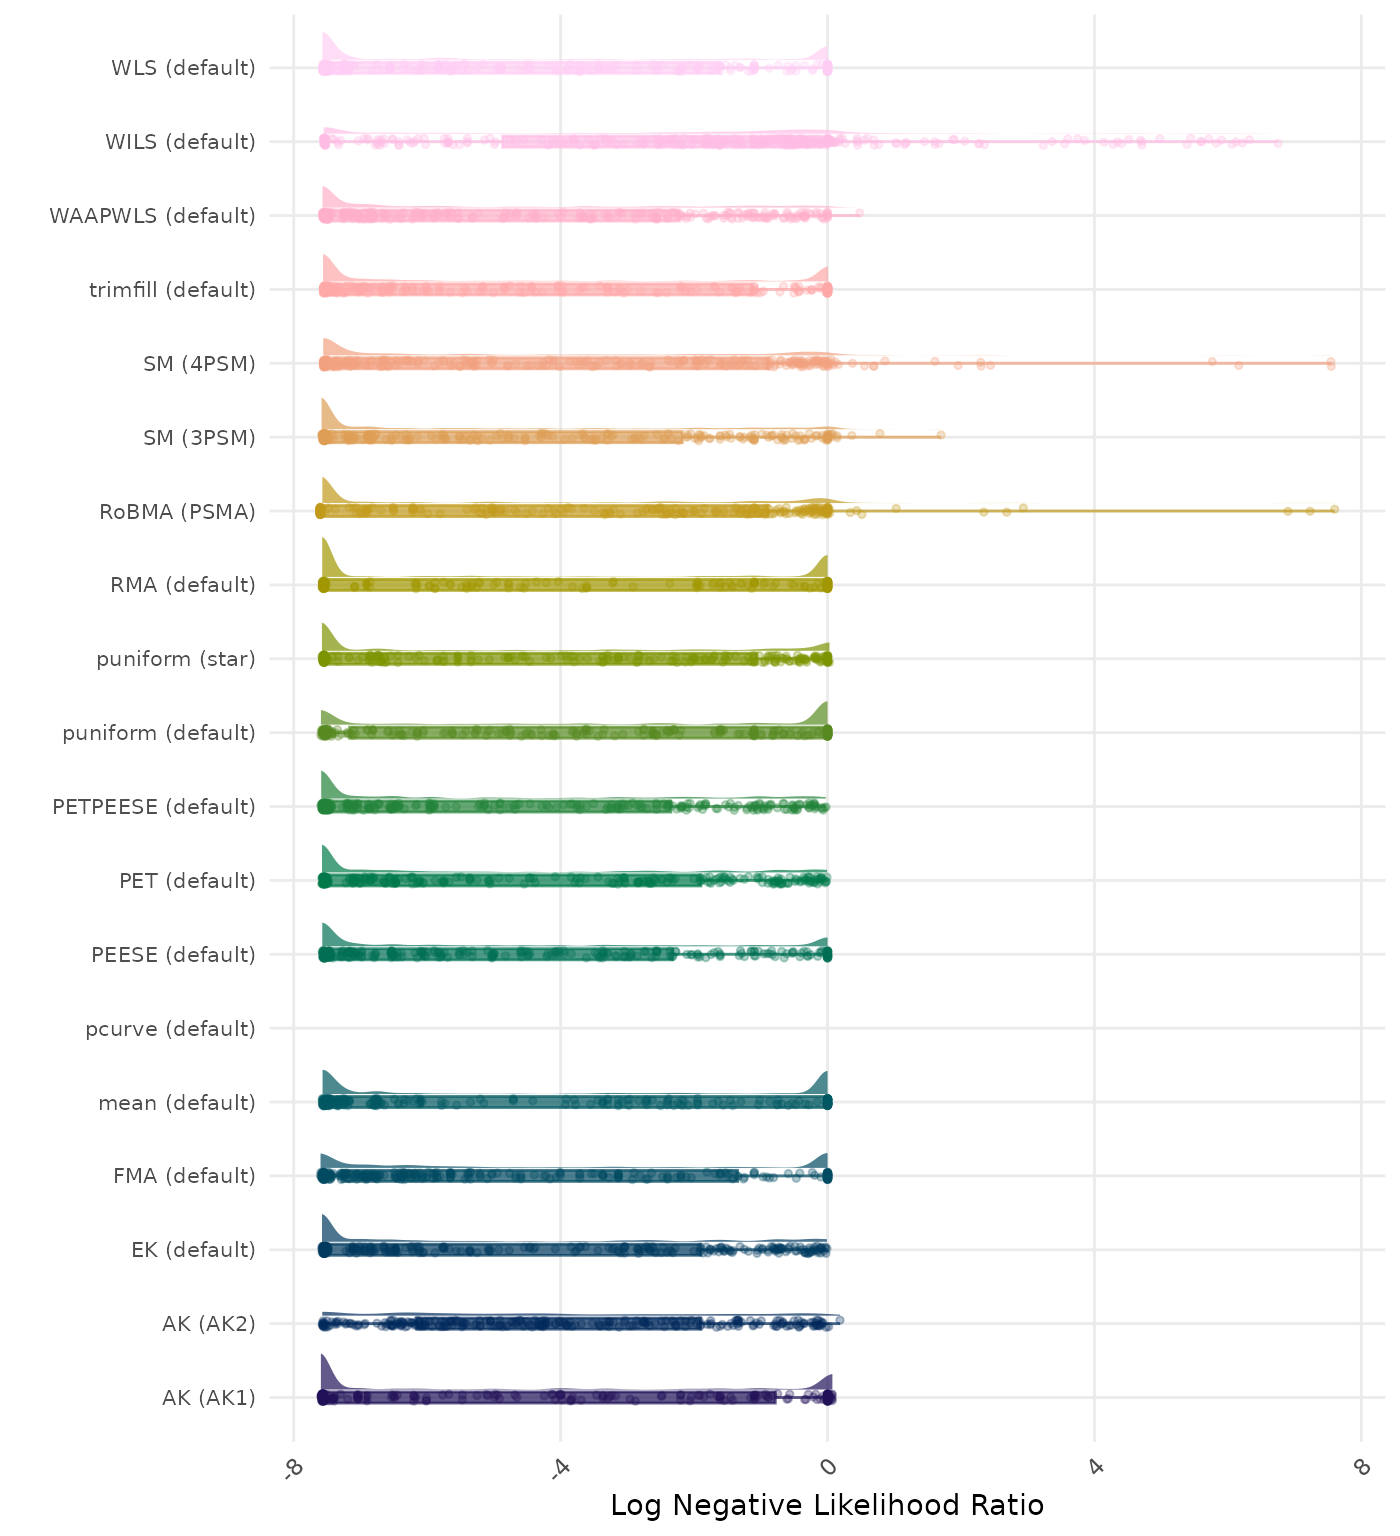 WLS (default)
WILS (default)
WAAPWLS (default)
trimfill (default)
SM (4PSM)
SM (3PSM)
RoBMA (PSMA)
RMA (default)
puniform (star)
puniform (default)
PETPEESE (default)
PET (default)
PEESE (default)
pcurve (default)
mean (default)
FMA (default)
EK (default)
AK (AK2)
AK (AK1)
-8 -4 0 4 8
Log Negative Likelihood Ratio